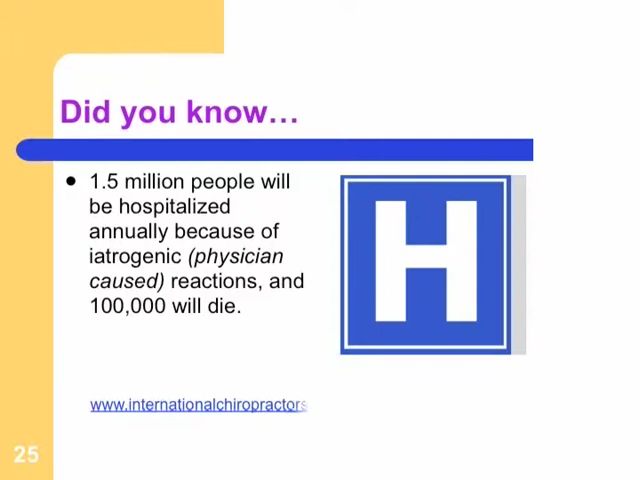 Did you know…
● 1.5 million people will
be hospitalized
annually because of
iatrogenic (physician
caused) reactions, and
100,000 will die.
H
www.internationalchiropractors
25